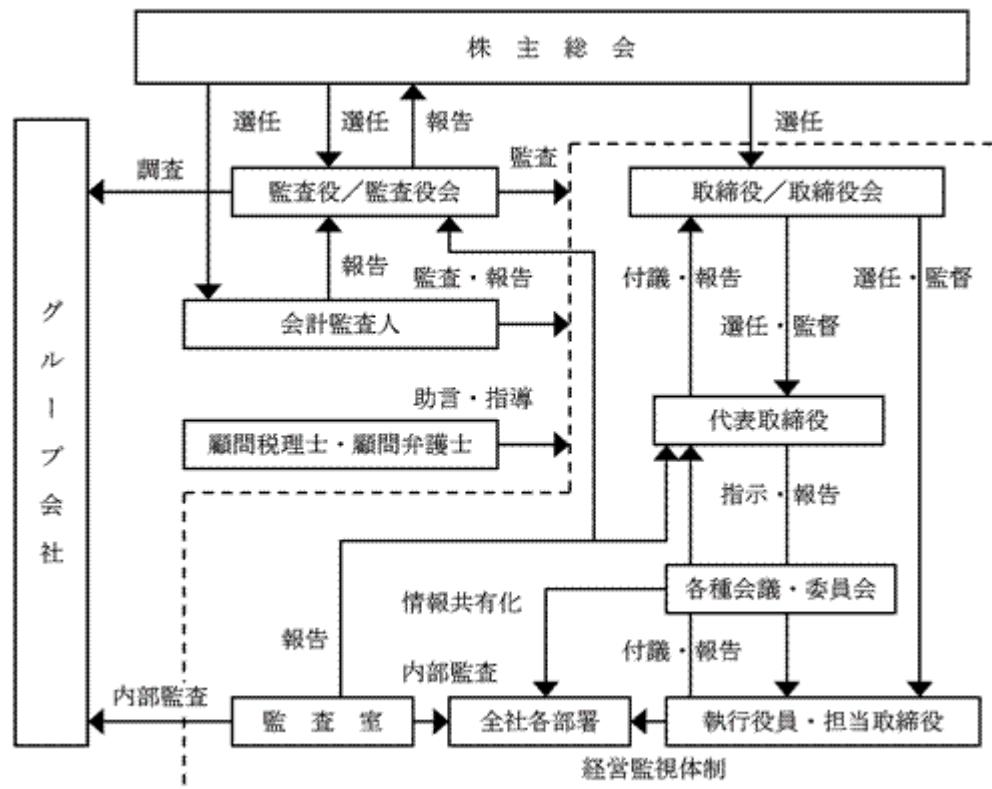 株主総会
選任
選任
報告
選任
監査
調査
監査役／監査役会
取締役／取締役会
報告
監査・報告
付議・報告
選任・監督
会計監査人
選任・監督
グループ会社
助言・指導
代表取締役
顧問税理士・顧問弁護士
指示・報告
各種会議・委員会
情報共有化
報告
付議・報告
内部監査
内部監査
監査室
全社各部署
執行役員・担当取締役
経営監視体制